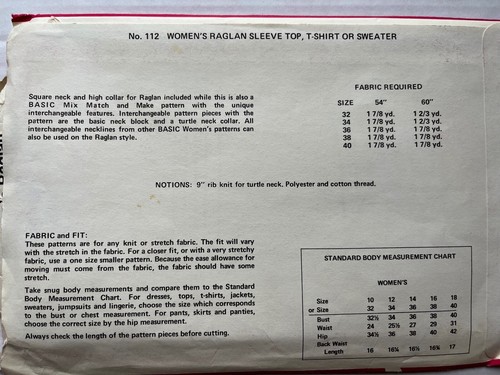 No. 112 WOMEN'S RAGLAN SLEEVE TOP, T-SHIRT OR SWEATER
Square neck and high collar for Raglan included while this is also a
BASIC Mix Match and Make pattern with the unique
interchangeable features. Interchangeable pattern pieces with the
pattern are the basic neck block and a turtle neck collar. All
interchangeable necklines from other BASIC Women's patterns can
also be used on the Raglan style.
FABRIC REQUIRED
SIZE 54" 60"
32 1 7/8 yd. 1 2/3 yd.
34 1 7/8 yd. 1 2/3 yd.
36 1 7/8 yd. 1 7/8 yd.
38 1 7/8 yd. 1 7/8 yd.
40 1 7/8 yd. 1 7/8 yd.
NOTIONS: 9" rib knit for turtle neck. Polyester and cotton thread.
FABRIC and FIT:
These patterns are for any knit or stretch fabric. The fit will vary
with the stretch in the fabric. For a closer fit, or with a very stretchy
fabric, use a one size smaller pattern. Because the ease allowance for
moving must come from the fabric, the fabric should have some
stretch.
Take snug body measurements and compare them to the Standard
Body Measurement Chart. For dresses, tops, t-shirts, jackets,
sweaters, jumpsuits and lingerie, choose the size which corresponds
to the bust or chest measurement. For pants, skirts and panties,
choose the correct size by the hip measurement.
Always check the length of the pattern pieces before cutting.
STANDARD BODY MEASUREMENT CHART
WOMEN'S
Size 10 12 14 16 18
or Size 32 34 36 38 40
Bust 32½ 34 36 38 40
Waist 24 25½ 27 29 31
Hip 34½ 36 38 40 42
Back Waist
Length 16 16¼ 16½ 16¾ 17